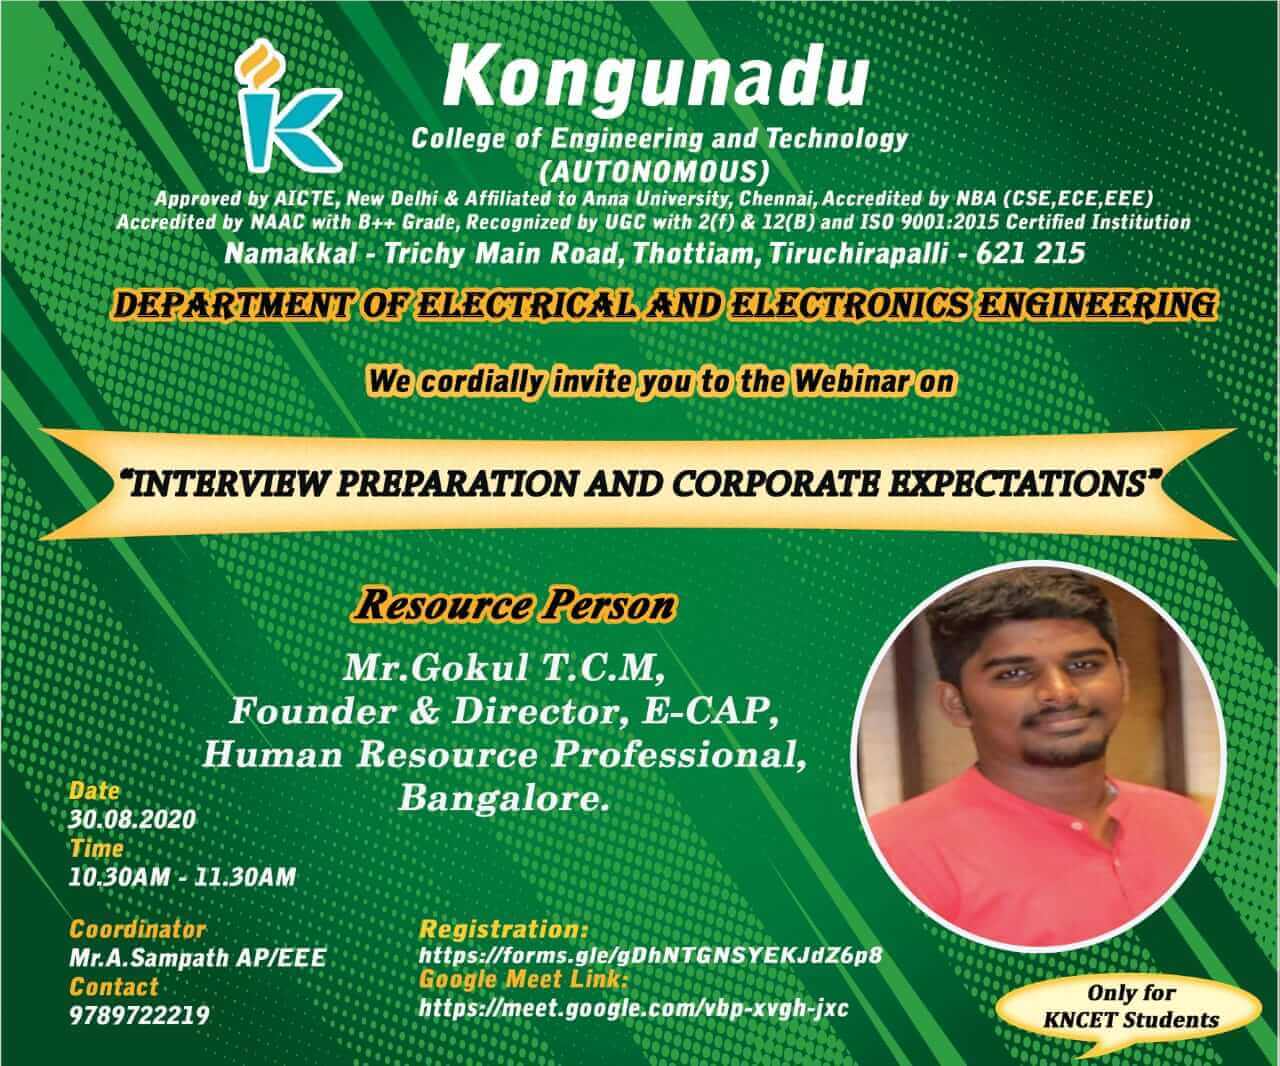 Kongunadu
College of Engineering and Technology
(AUTONOMOUS)
Approved by AICTE, New Delhi & Affiliated to Anna University, Chennai, Accredited by NBA (CSE,ECE,EEE)
Accredited by NAAC with B++ Grade, Recognized by UGC with 2(f) & 12(B) and ISO 9001:2015 Certified Institution
Namakkal - Trichy Main Road, Thottiam, Tiruchirapalli - 621 215
DEPARTMENT OF ELECTRICAL AND ELECTRONICS ENGINEERING
We cordially invite you to the Webinar on
"INTERVIEW PREPARATION AND CORPORATE EXPECTATIONS"
Resource Person
Mr.Gokul T.C.M,
Founder & Director, E-CAP,
Human Resource Professional,
Bangalore.
Date
30.08.2020
Time
10.30AM - 11.30AM
Coordinator
Mr.A.Sampath AP/EEE
Contact
9789722219
Registration:
https://forms.gle/gDhNTGNSYEKJdZ6p8
Google Meet Link:
https://meet.google.com/vbp-xvgh-jxc
Only for
KNCET Students